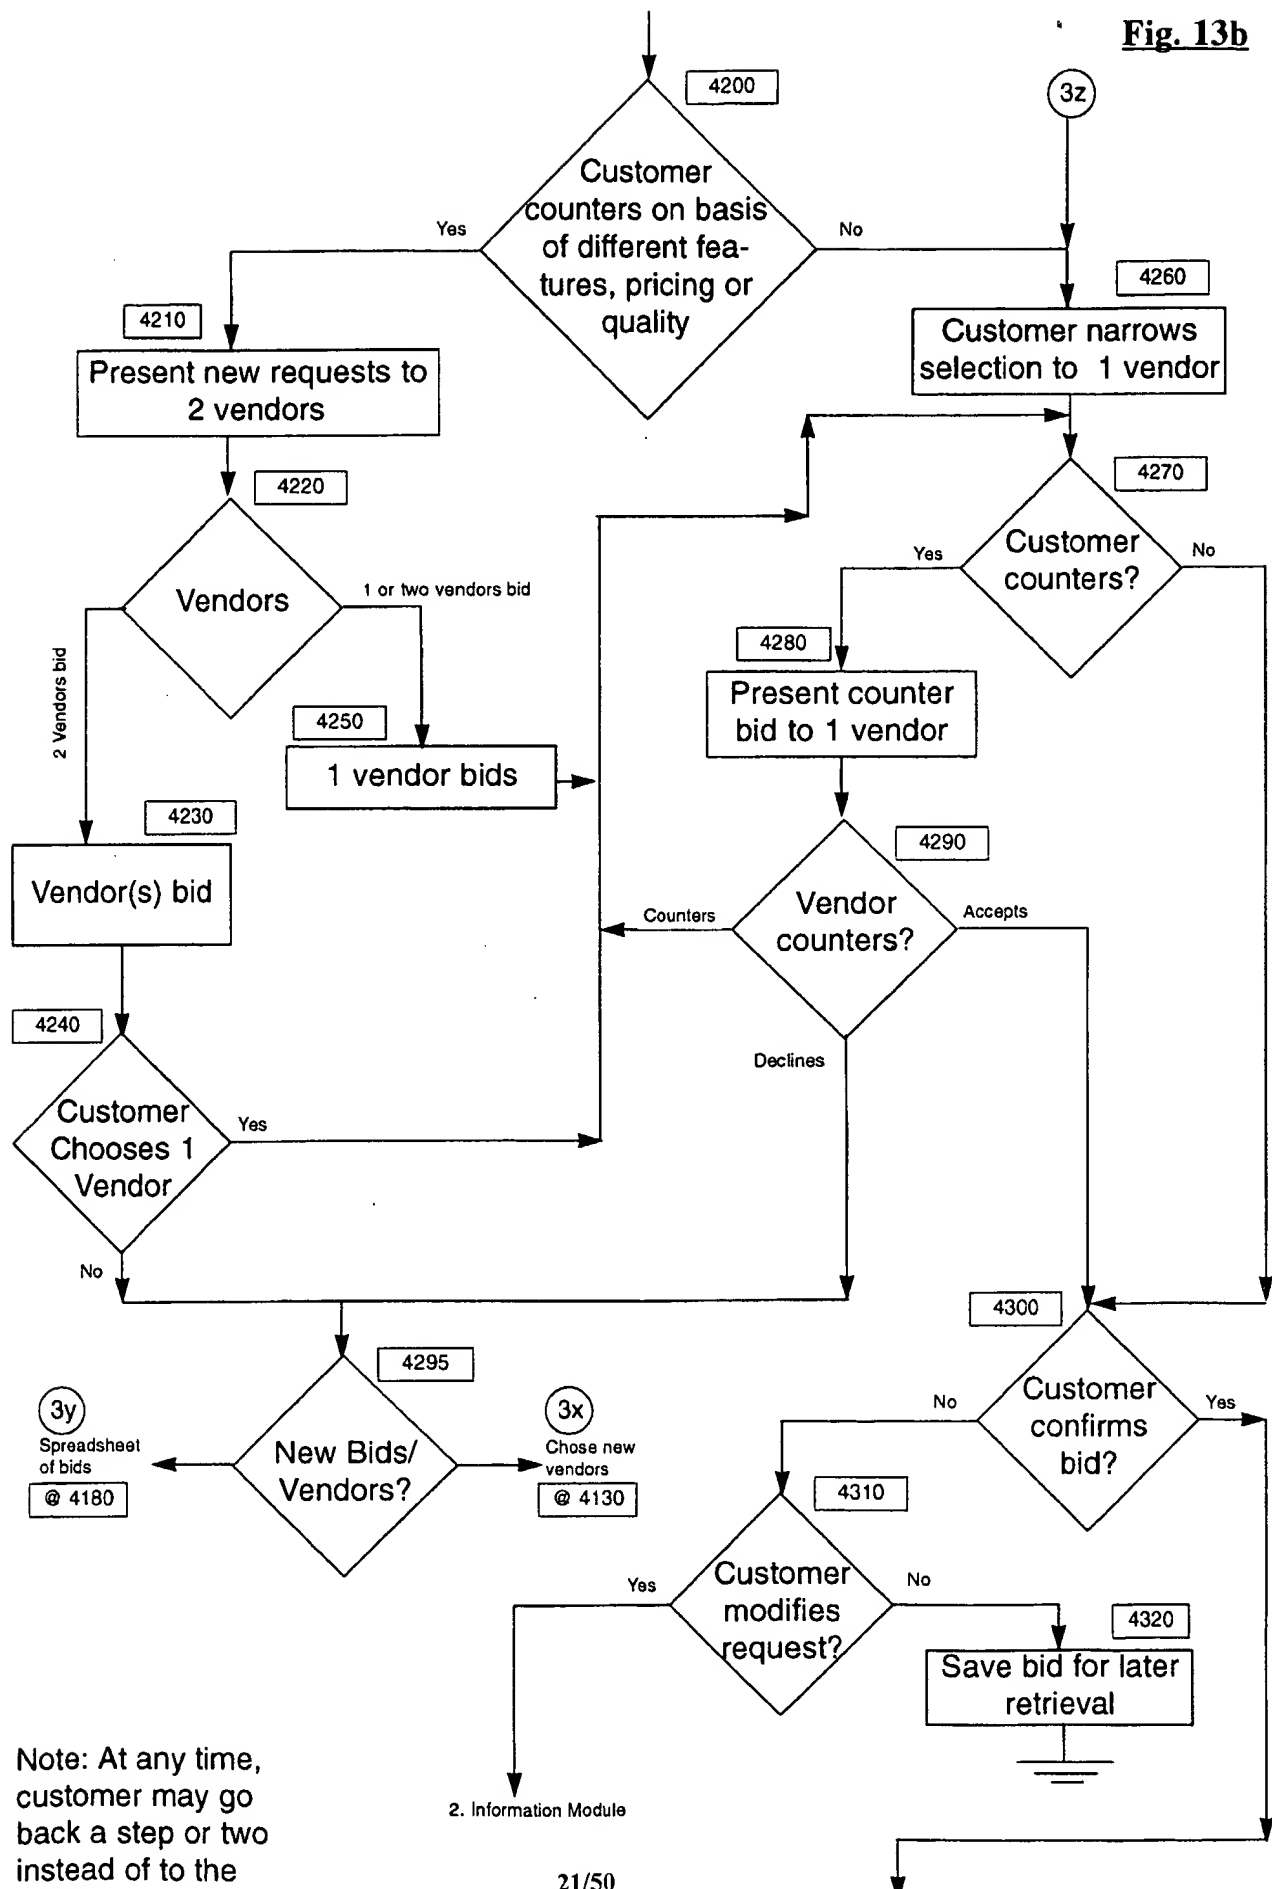 Fig. 13b
4200
3z
Customer
counters on basis
of different fea-
tures, pricing or
quality
Yes
No
4260
Customer narrows
selection to 1 vendor
4210
Present new requests to
2 vendors
4220
4270
Customer
counters?
Yes
No
Vendors
1 or two vendors bid
2 Vendors bid
4280
Present counter
bid to 1 vendor
4250
1 vendor bids
4230
Vendor(s) bid
4290
Vendor
counters?
Counters
Accepts
Declines
4240
Customer
Chooses 1
Vendor
Yes
No
4300
Customer
confirms
bid?
No
Yes
4295
New Bids/
Vendors?
3y
Spreadsheet
of bids
@ 4180
3x
Chose new
vendors
@ 4130
4310
Customer
modifies
request?
Yes
No
4320
Save bid for later
retrieval
2. Information Module
Note: At any time,
customer may go
back a step or two
instead of to the
21/50